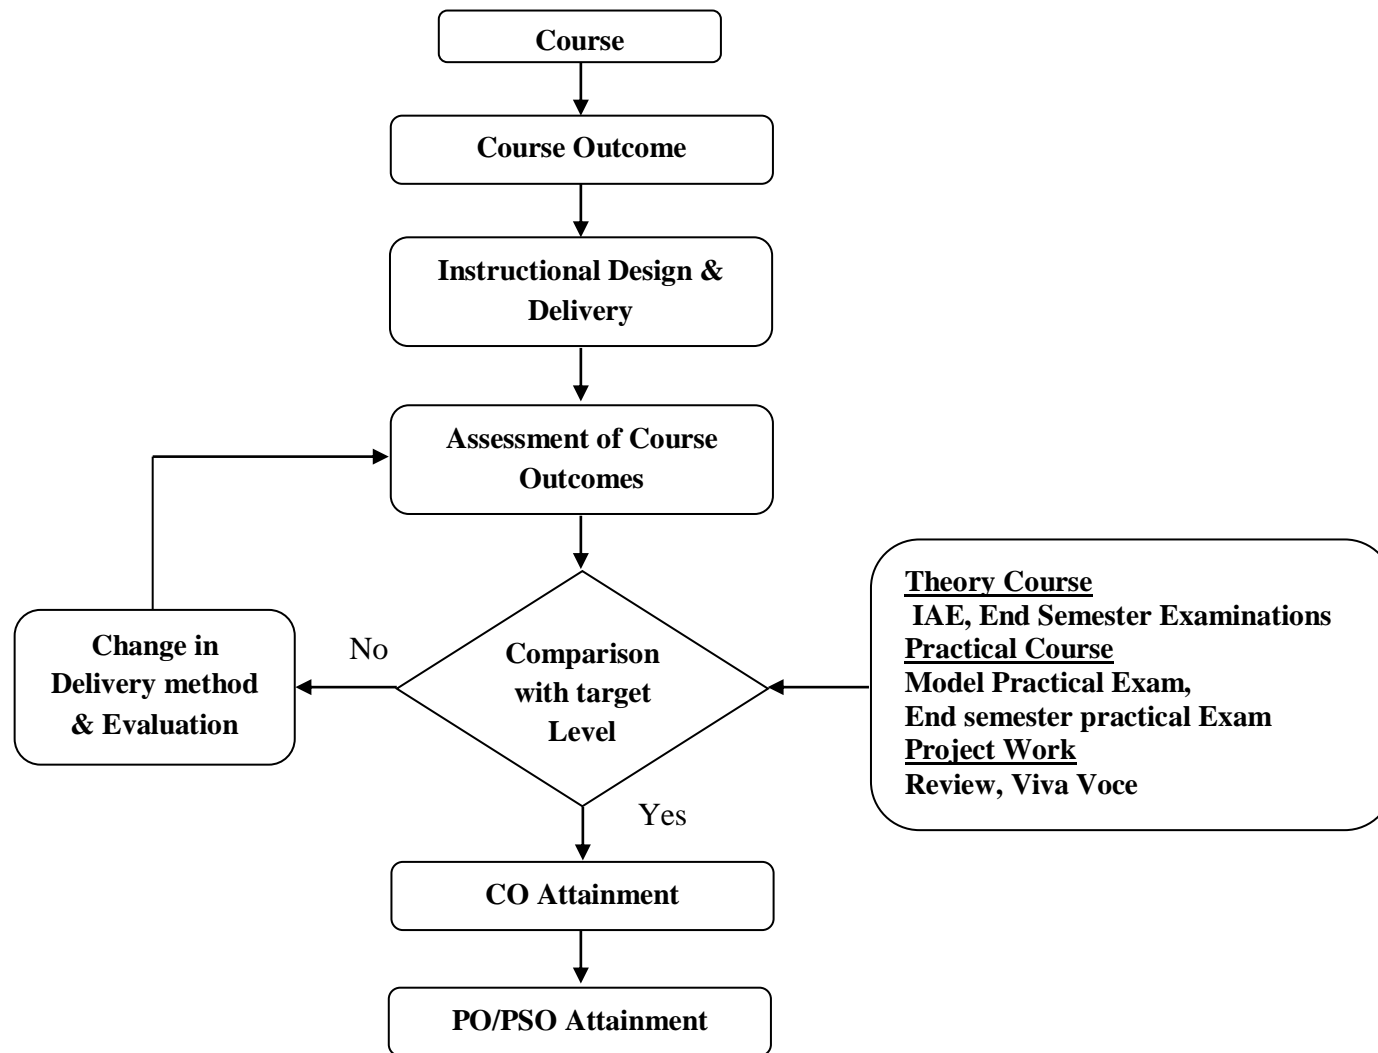 Course
Course Outcome
Instructional Design &
Delivery
Assessment of Course
Outcomes
Change in
Delivery method
& Evaluation
No
Comparison
with target
Level
Theory Course
IAE, End Semester Examinations
Practical Course
Model Practical Exam,
End semester practical Exam
Project Work
Review, Viva Voce
Yes
CO Attainment
PO/PSO Attainment